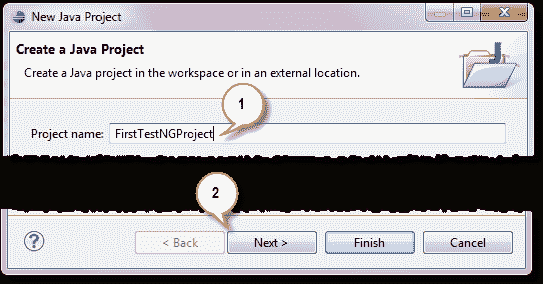 New Java Project
Create a Java Project
Create a Java project in the workspace or in an external location.
1
Project name: FirstTestNGProject
2
? < Back Next > Finish Cancel